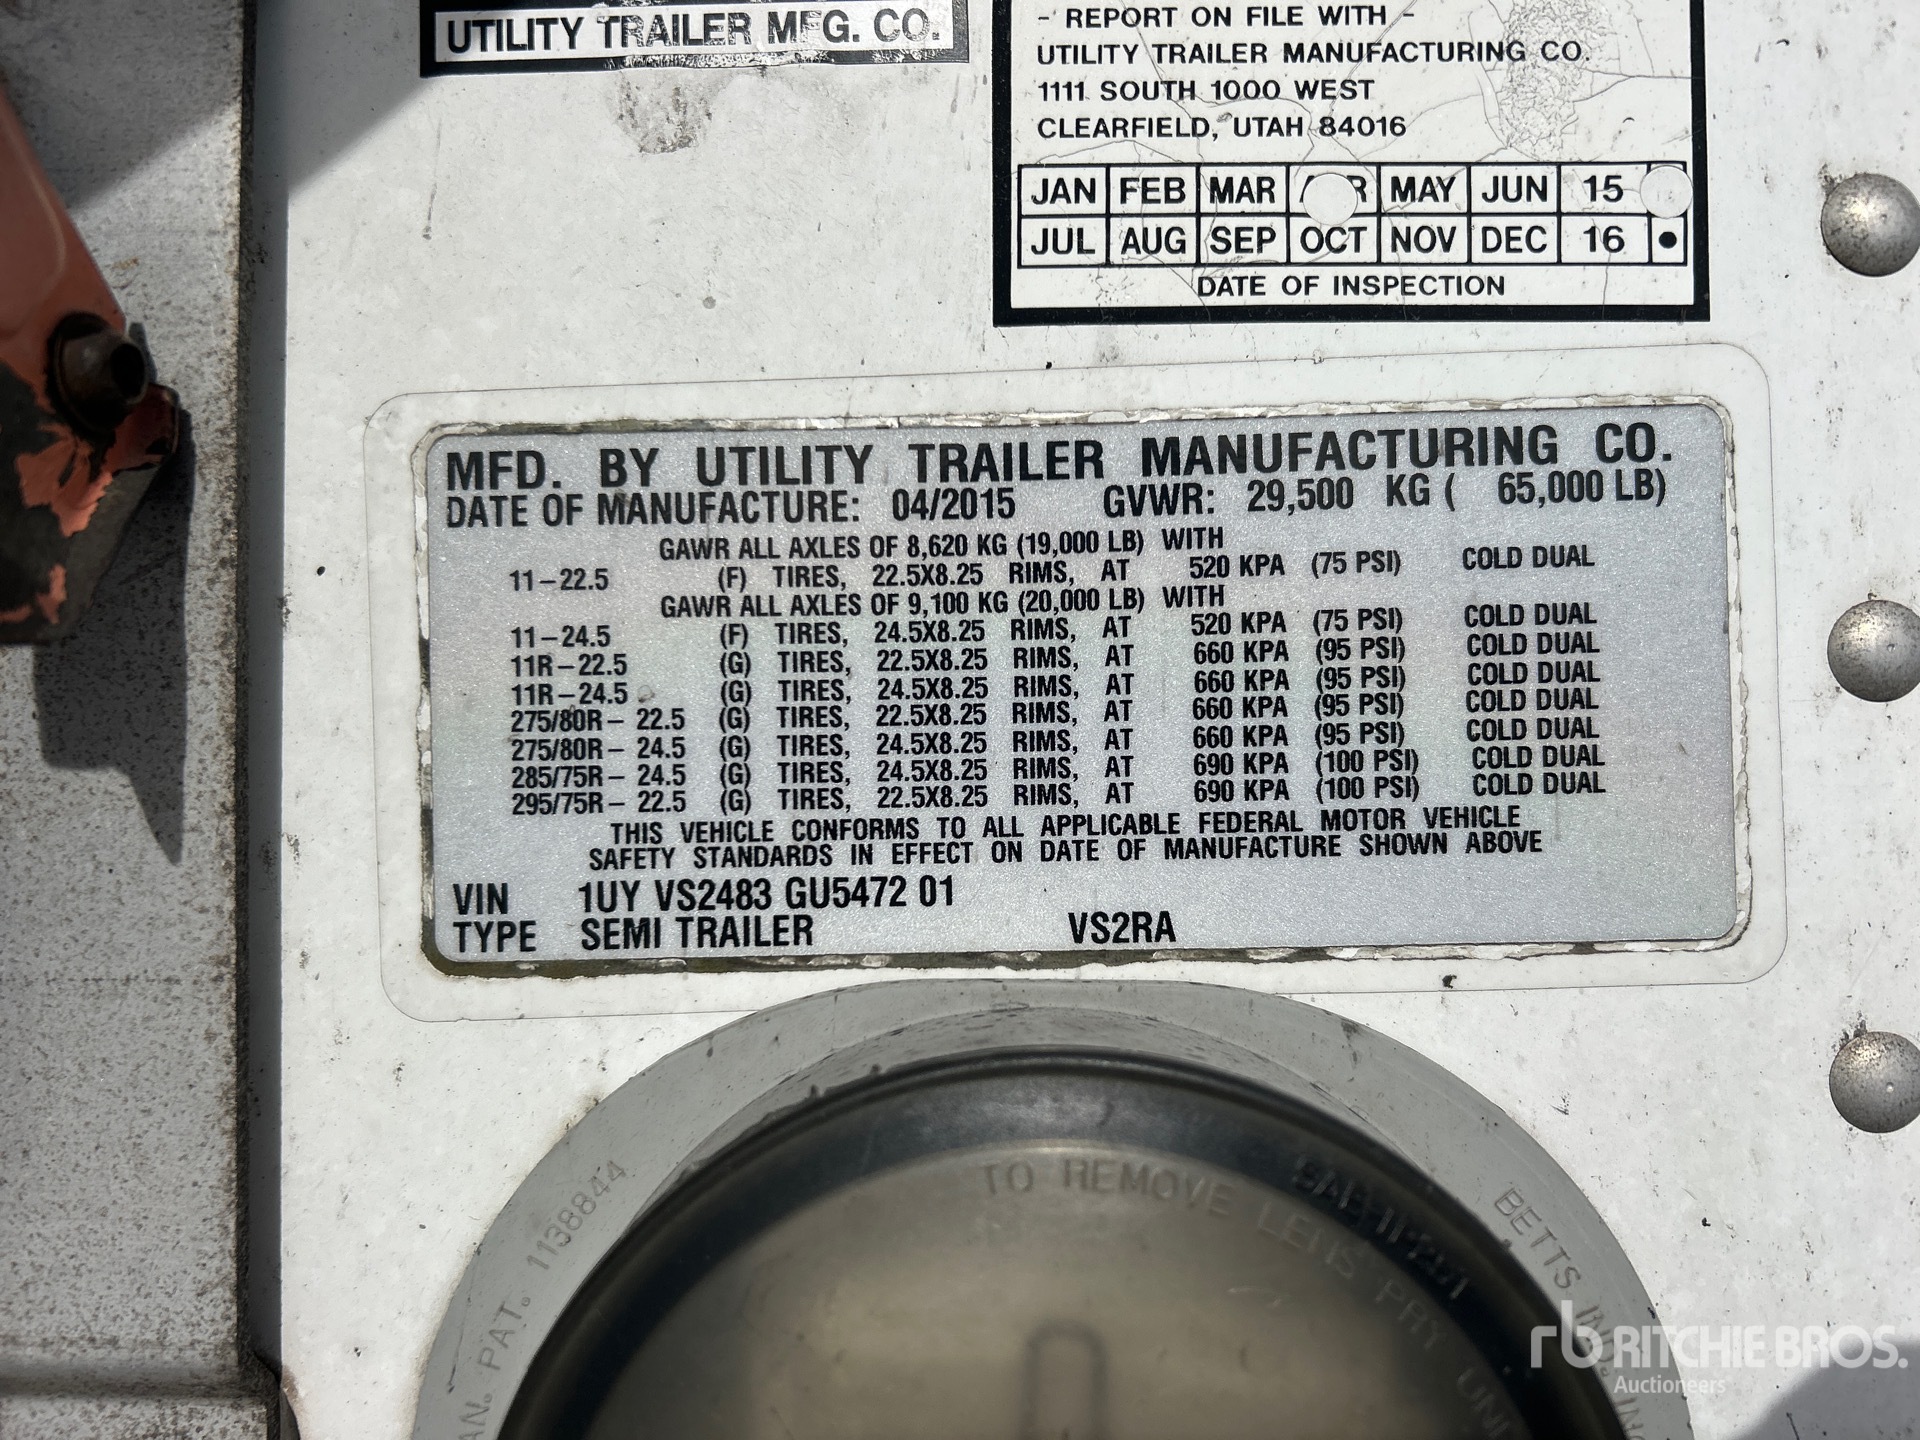 UTILITY TRAILER MFG. CO.
- REPORT ON FILE WITH -
UTILITY TRAILER MANUFACTURING CO.
1111 SOUTH 1000 WEST
CLEARFIELD, UTAH 84016
JAN FEB MAR MAY JUN 15
JUL AUG SEP OCT NOV DEC 16 •
DATE OF INSPECTION
MFD. BY UTILITY TRAILER MANUFACTURING CO.
DATE OF MANUFACTURE: 04/2015 GVWR: 29,500 KG ( 65,000 LB)
GAWR ALL AXLES OF 8,620 KG (19,000 LB) WITH
11-22.5 (F) TIRES, 22.5X8.25 RIMS, AT 520 KPA (75 PSI) COLD DUAL
GAWR ALL AXLES OF 9,100 KG (20,000 LB) WITH
11-24.5 (F) TIRES, 24.5X8.25 RIMS, AT 520 KPA (75 PSI) COLD DUAL
11R-22.5 (G) TIRES, 22.5X8.25 RIMS, AT 660 KPA (95 PSI) COLD DUAL
11R-24.5 (G) TIRES, 24.5X8.25 RIMS, AT 660 KPA (95 PSI) COLD DUAL
275/80R- 22.5 (G) TIRES, 22.5X8.25 RIMS, AT 660 KPA (95 PSI) COLD DUAL
275/80R- 24.5 (G) TIRES, 24.5X8.25 RIMS, AT 660 KPA (95 PSI) COLD DUAL
285/75R- 24.5 (G) TIRES, 24.5X8.25 RIMS, AT 690 KPA (100 PSI) COLD DUAL
295/75R- 22.5 (G) TIRES, 22.5X8.25 RIMS, AT 690 KPA (100 PSI) COLD DUAL
THIS VEHICLE CONFORMS TO ALL APPLICABLE FEDERAL MOTOR VEHICLE
SAFETY STANDARDS IN EFFECT ON DATE OF MANUFACTURE SHOWN ABOVE
VIN 1UY VS2483 GU5472 01
TYPE SEMI TRAILER VS2RA
PAT. 1138844
TO REMOVE LENS PRY
BETTS IND. INC
rb RITCHIE BROS.
Auctioneers